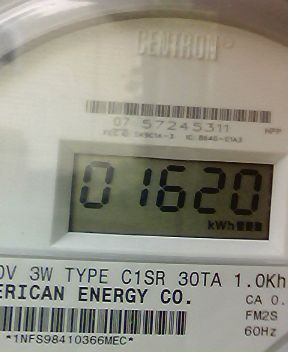 CENTRON®
07 57245311 HPP
01620
kWh
0V 3W TYPE C1SR 30TA 1.0Kh
ERICAN ENERGY CO.
CA 0.
FM2S
60Hz
*1NFS98410366MEC*